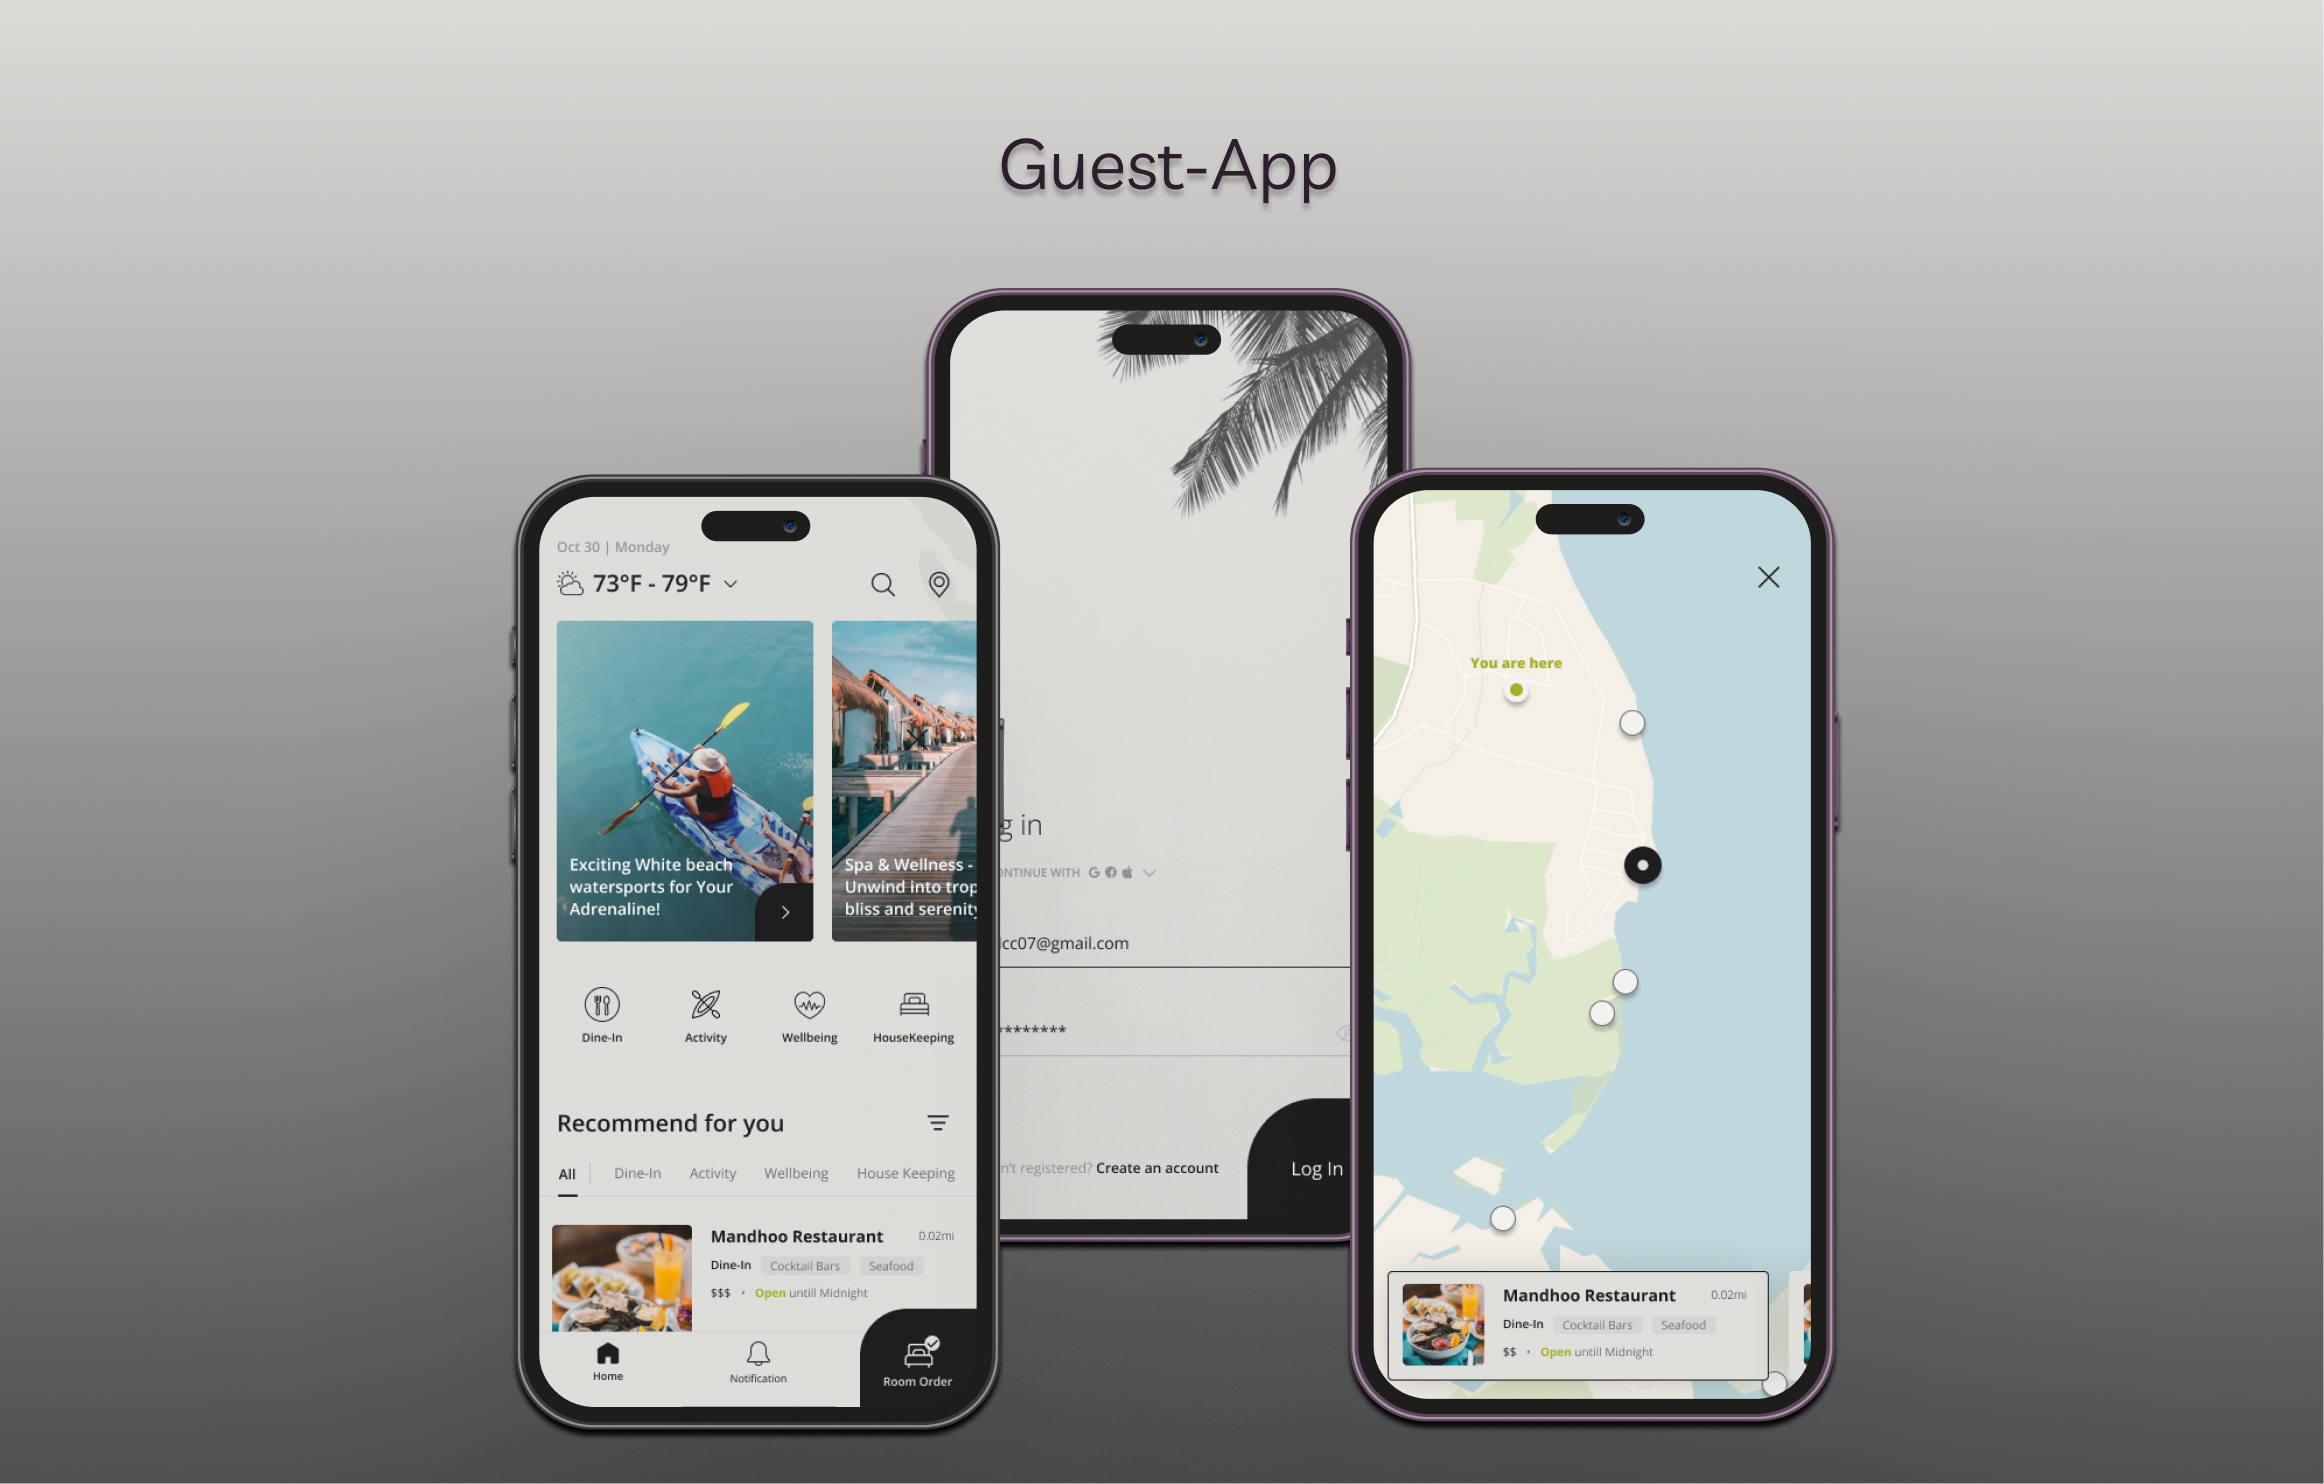 Guest-App
Oct 30 | Monday
73°F - 79°F
Exciting White beach
watersports for Your
Adrenaline!
Spa & Wellness -
Unwind into trop
bliss and serenity
Dine-In
Activity
Wellbeing
HouseKeeping
Recommend for you
All
Dine-In
Activity
Wellbeing
House Keeping
Mandhoo Restaurant
0.02mi
Dine-In Cocktail Bars Seafood
$$$ • Open untill Midnight
Home
Notification
Room Order
g in
ONTINUE WITH
cc07@gmail.com
********
n't registered? Create an account
Log In
You are here
Mandhoo Restaurant
0.02mi
Dine-In Cocktail Bars Seafood
$$ • Open untill Midnight